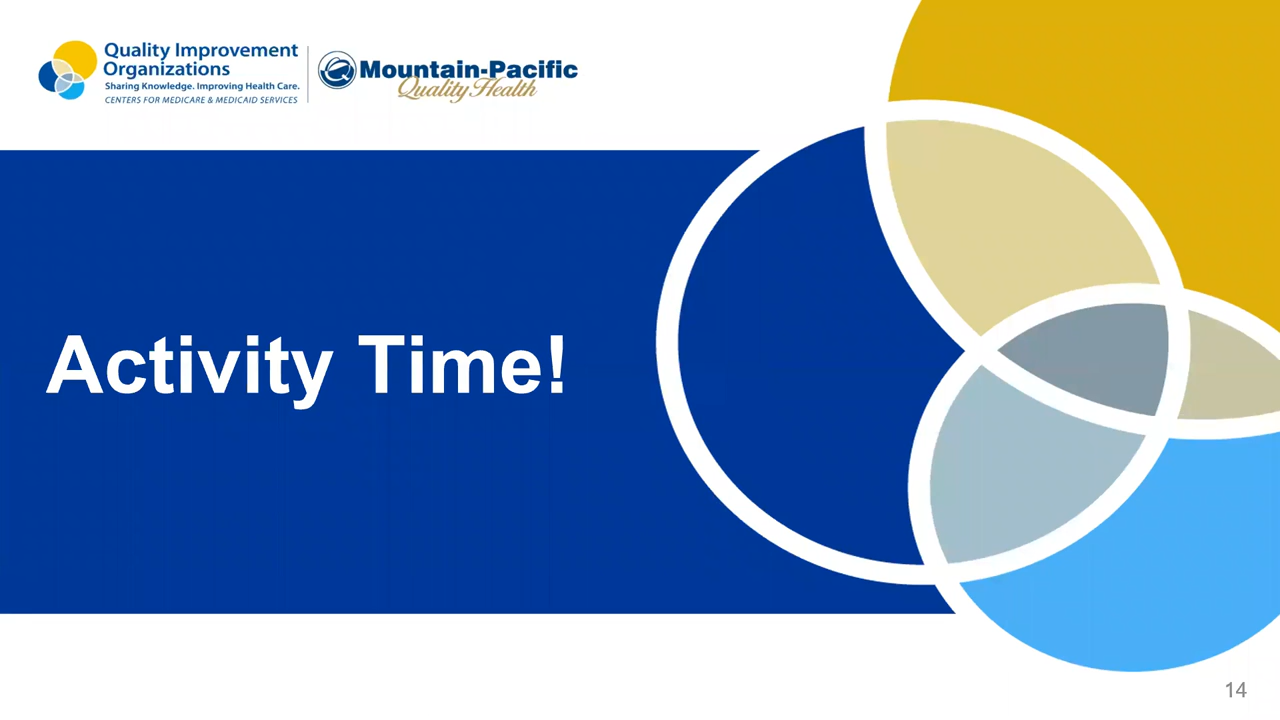 Quality Improvement
Organizations
Sharing Knowledge. Improving Health Care.
CENTERS FOR MEDICARE & MEDICAID SERVICES
Mountain-Pacific
Quality Health
Activity Time!
14